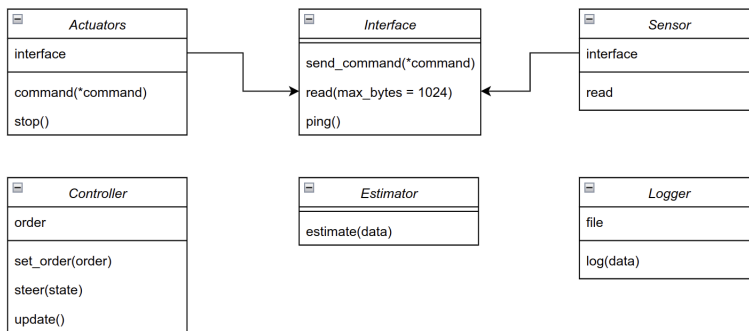 Actuators
interface
command(*command)
stop()
Interface
send_command(*command)
read(max_bytes = 1024)
ping()
Sensor
interface
read
Controller
order
set_order(order)
steer(state)
update()
Estimator
estimate(data)
Logger
file
log(data)